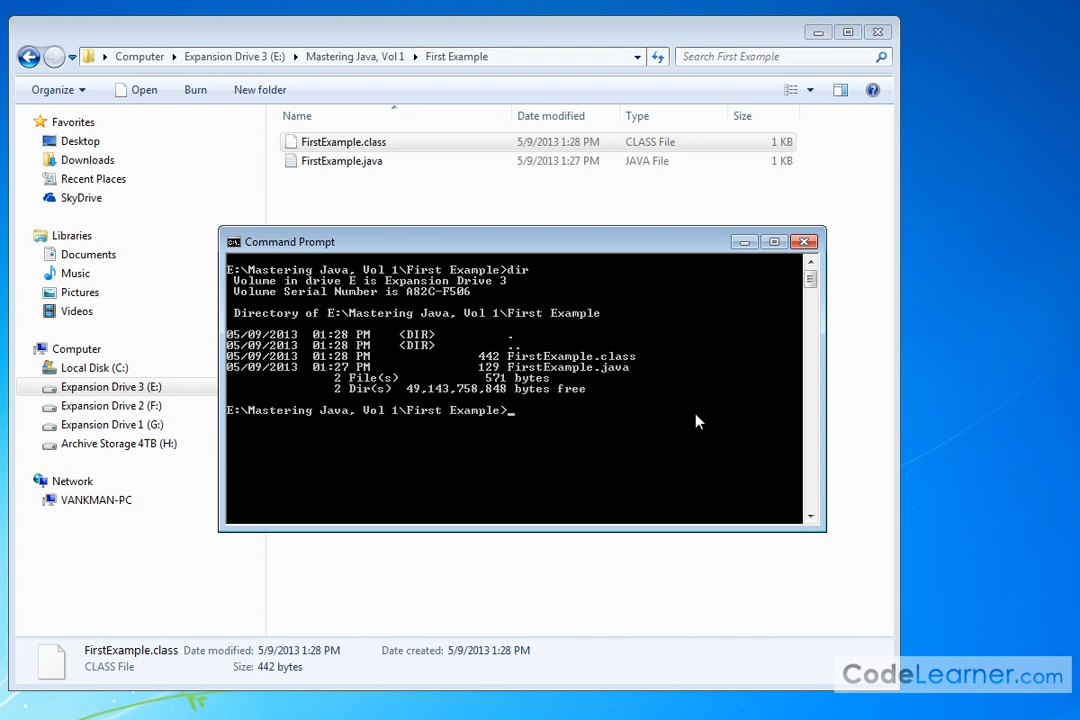 Computer Expansion Drive 3 (E:) Mastering Java, Vol 1 First Example Search First Example
Organize Open Burn New folder
Name Date modified Type Size
FirstExample.class 5/9/2013 1:28 PM CLASS File 1 KB
FirstExample.java 5/9/2013 1:27 PM JAVA File 1 KB
Favorites
Desktop
Downloads
Recent Places
SkyDrive
Libraries
Documents
Music
Pictures
Videos
Computer
Local Disk (C:)
Expansion Drive 3 (E:)
Expansion Drive 2 (F:)
Expansion Drive 1 (G:)
Archive Storage 4TB (H:)
Network
VANKMAN-PC
C:\. Command Prompt
E:\Mastering Java, Vol 1\First Example>dir
Volume in drive E is Expansion Drive 3
Volume Serial Number is A82C-F506
Directory of E:\Mastering Java, Vol 1\First Example
05/09/2013 01:28 PM <DIR> .
05/09/2013 01:28 PM <DIR> ..
05/09/2013 01:28 PM 442 FirstExample.class
05/09/2013 01:27 PM 129 FirstExample.java
2 File(s) 571 bytes
2 Dir(s) 49,143,758,848 bytes free
E:\Mastering Java, Vol 1\First Example>_
FirstExample.class Date modified: 5/9/2013 1:28 PM Date created: 5/9/2013 1:28 PM
CLASS File Size: 442 bytes
CodeLearner.com